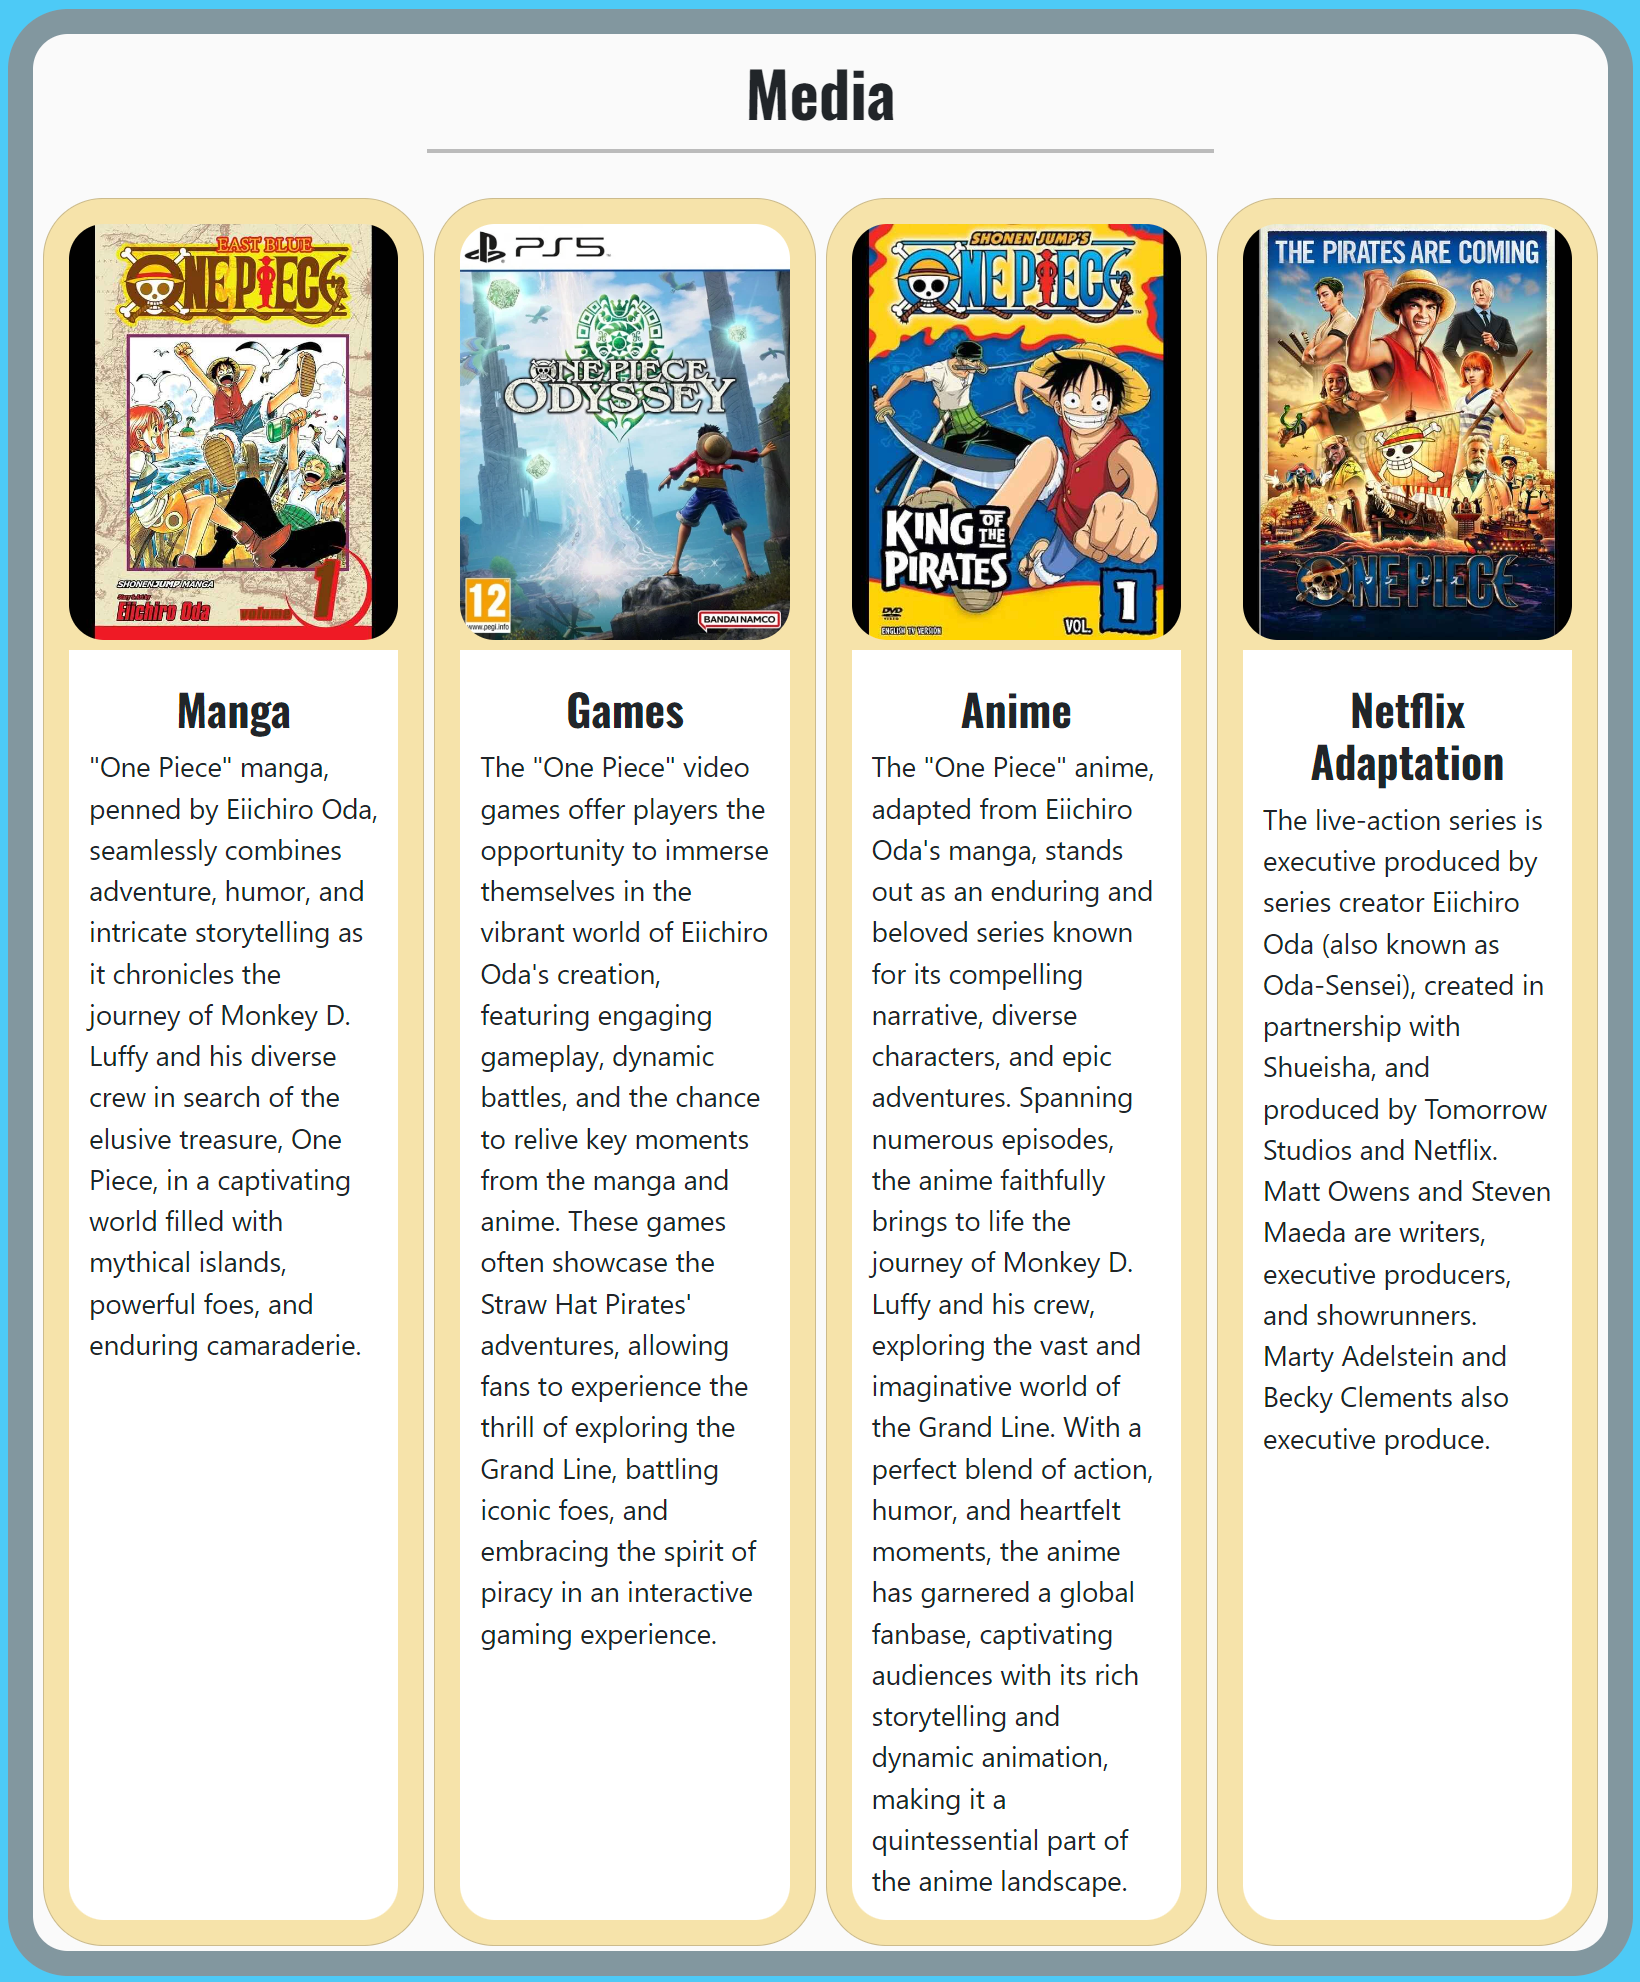 Media
EAST BLUE
ONE PIECE
SHONEN JUMP MANGA
Story & Art by
Eiichiro Oda
volume 1
Manga
"One Piece" manga,
penned by Eiichiro Oda,
seamlessly combines
adventure, humor, and
intricate storytelling as
it chronicles the
journey of Monkey D.
Luffy and his diverse
crew in search of the
elusive treasure, One
Piece, in a captivating
world filled with
mythical islands,
powerful foes, and
enduring camaraderie.
PS5
ONE PIECE
ODYSSEY
12
www.pegi.info
BANDAI NAMCO
Games
The "One Piece" video
games offer players the
opportunity to immerse
themselves in the
vibrant world of Eiichiro
Oda's creation,
featuring engaging
gameplay, dynamic
battles, and the chance
to relive key moments
from the manga and
anime. These games
often showcase the
Straw Hat Pirates'
adventures, allowing
fans to experience the
thrill of exploring the
Grand Line, battling
iconic foes, and
embracing the spirit of
piracy in an interactive
gaming experience.
SHONEN JUMP'S
ONE PIECE
TM
KING OF THE
PIRATES
DVD
VIDEO
ENGLISH TV VERSION
VOL. 1
Anime
The "One Piece" anime,
adapted from Eiichiro
Oda's manga, stands
out as an enduring and
beloved series known
for its compelling
narrative, diverse
characters, and epic
adventures. Spanning
numerous episodes,
the anime faithfully
brings to life the
journey of Monkey D.
Luffy and his crew,
exploring the vast and
imaginative world of
the Grand Line. With a
perfect blend of action,
humor, and heartfelt
moments, the anime
has garnered a global
fanbase, captivating
audiences with its rich
storytelling and
dynamic animation,
making it a
quintessential part of
the anime landscape.
THE PIRATES ARE COMING
ワンピース
ONE PIECE
Netflix
Adaptation
The live-action series is
executive produced by
series creator Eiichiro
Oda (also known as
Oda-Sensei), created in
partnership with
Shueisha, and
produced by Tomorrow
Studios and Netflix.
Matt Owens and Steven
Maeda are writers,
executive producers,
and showrunners.
Marty Adelstein and
Becky Clements also
executive produce.